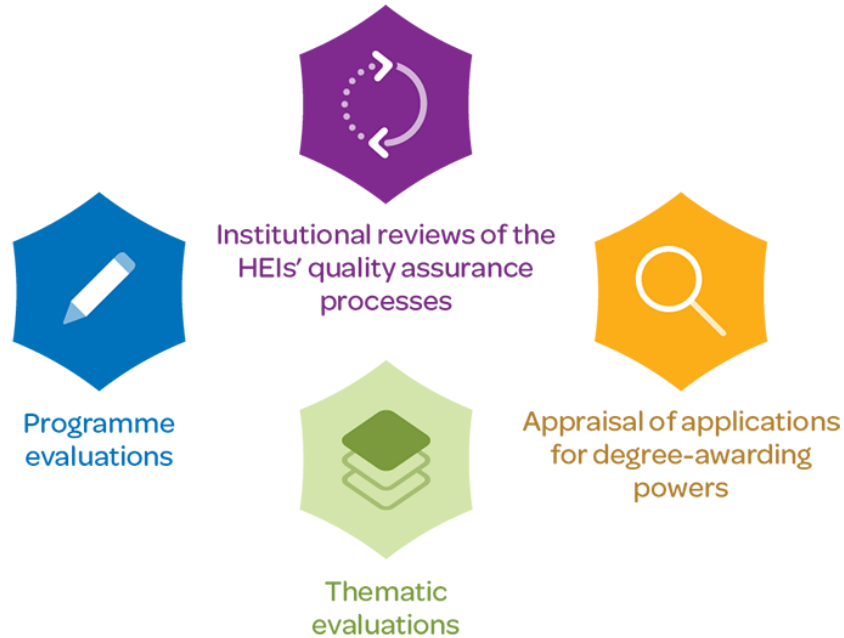 Institutional reviews of the
HEIs’ quality assurance
processes
Programme
evaluations
Appraisal of applications
for degree-awarding
powers
Thematic
evaluations